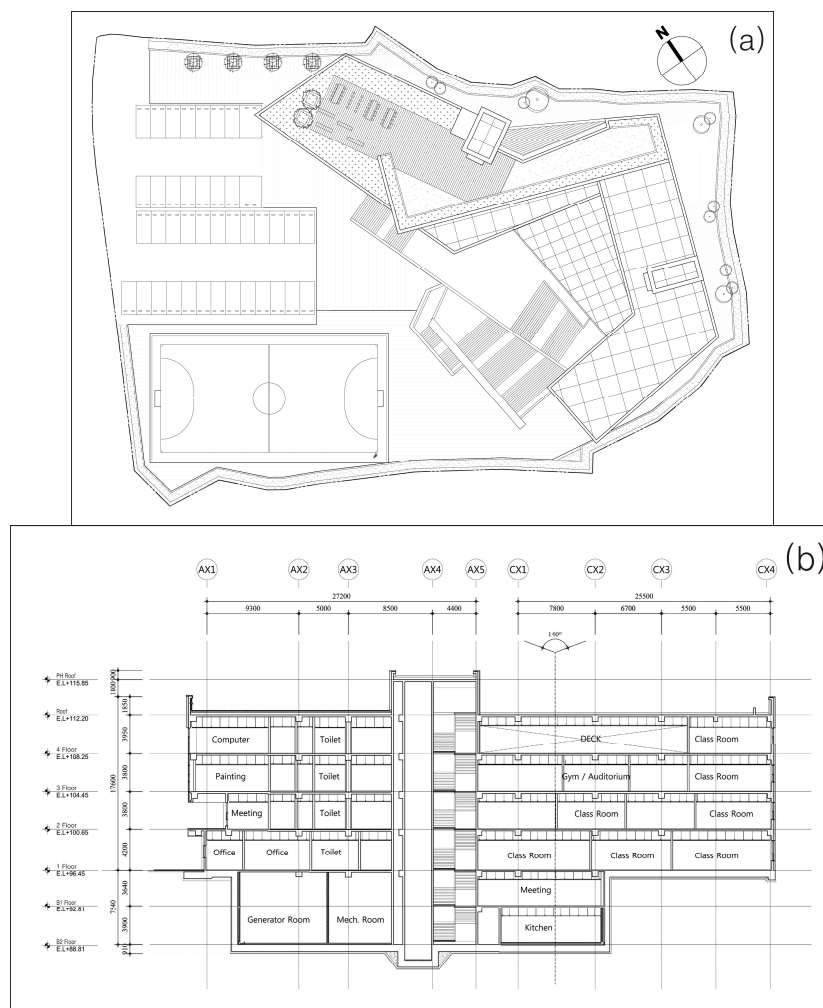 N
(a)
(b)
AX1 AX2 AX3 AX4 AX5 CX1 CX2 CX3 CX4
27200 25500
9300 5000 8500 4400 7800 6700 5500 5500
140°
PH Roof
E.L+115.85
1800 900
Roof
E.L+112.20
1850
Computer Toilet DECK Class Room
3950
4 Floor
E.L+108.25
Painting Toilet Gym / Auditorium Class Room
3800
17600
3 Floor
E.L+104.45
Meeting Toilet Class Room Class Room
3800
2 Floor
E.L+100.65
Office Office Toilet Class Room Class Room Class Room
4200
1 Floor
E.L+96.45
Meeting
3640
7540
B1 Floor
E.L+92.81
Generator Room Mech. Room Kitchen
3900
B2 Floor
E.L+88.81
910